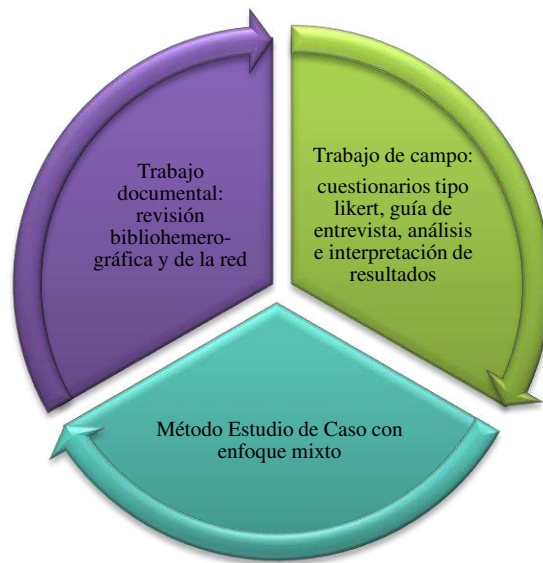 Trabajo
documental:
revisión
bibliohemero-
gráfica y de la red
Trabajo de campo:
cuestionarios tipo
likert, guía de
entrevista, análisis
e interpretación de
resultados
Método Estudio de Caso con
enfoque mixto